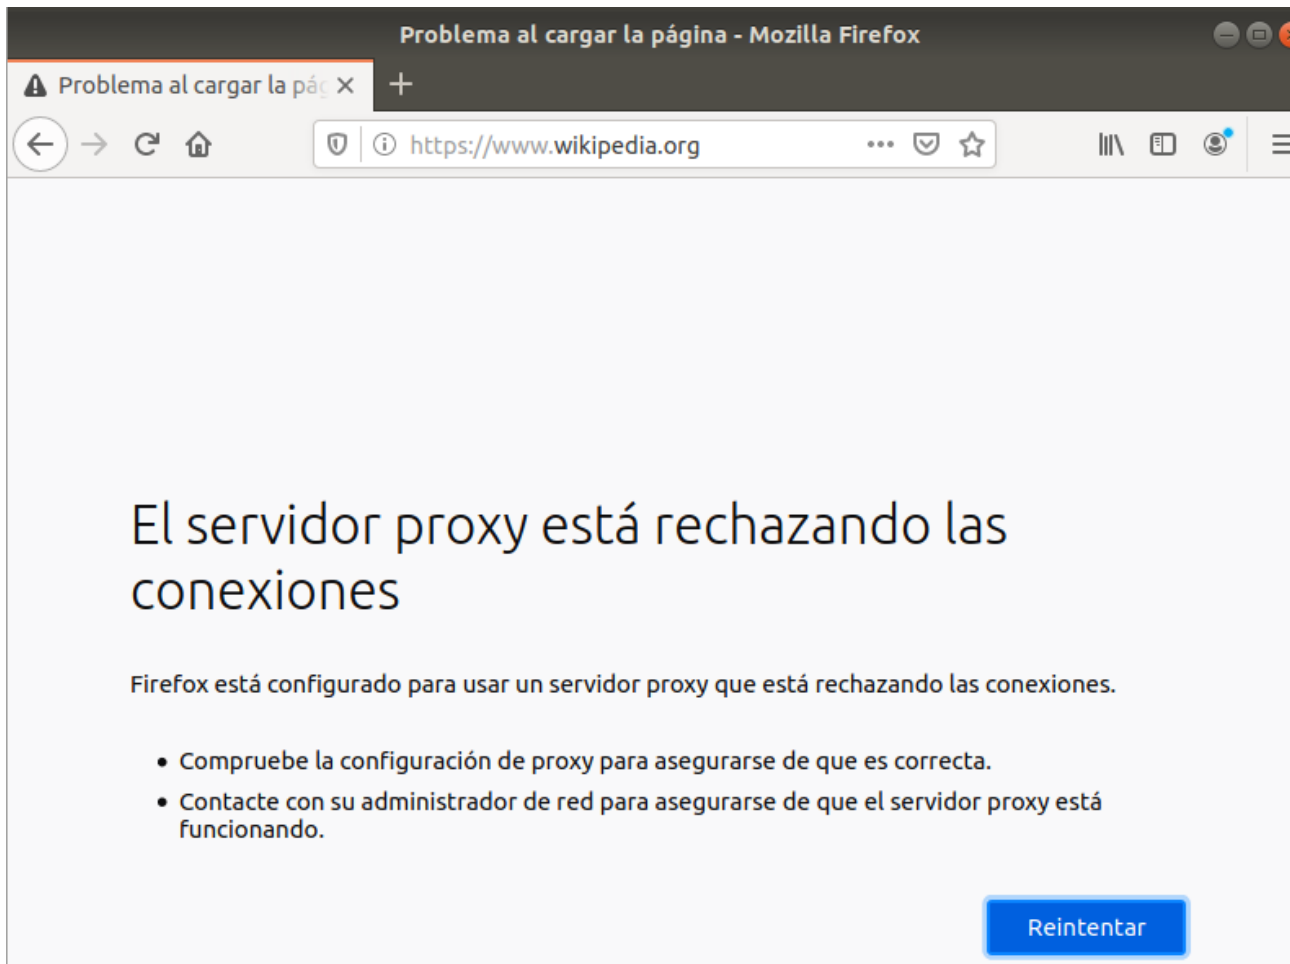 Problema al cargar la página - Mozilla Firefox
Problema al cargar la pág
https://www.wikipedia.org
El servidor proxy está rechazando las
conexiones
Firefox está configurado para usar un servidor proxy que está rechazando las conexiones.
• Compruebe la configuración de proxy para asegurarse de que es correcta.
• Contacte con su administrador de red para asegurarse de que el servidor proxy está
funcionando.
Reintentar